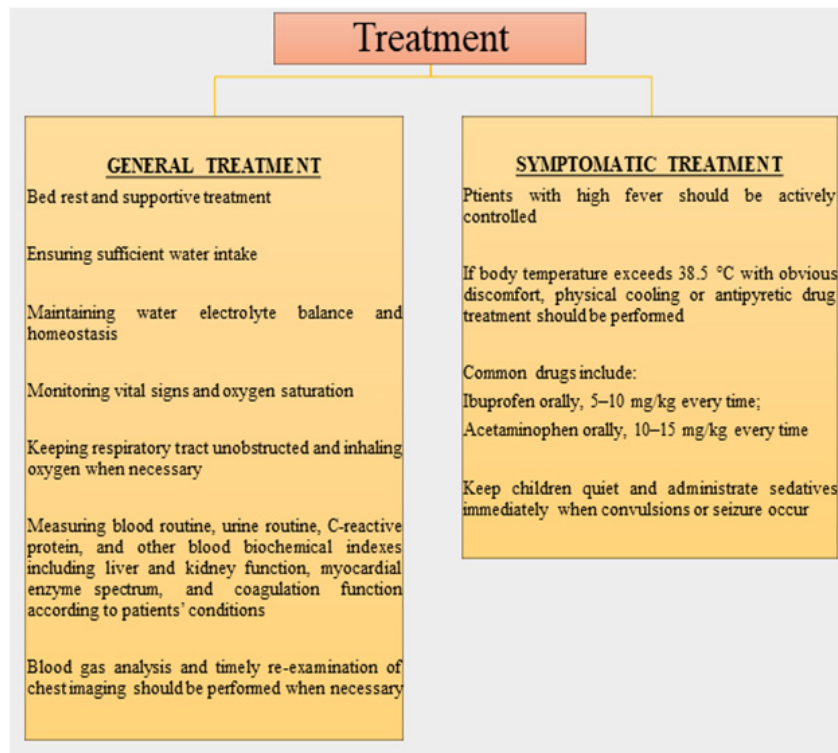 Treatment
GENERAL TREATMENT
Bed rest and supportive treatment
Ensuring sufficient water intake
Maintaining water electrolyte balance and
homeostasis
Monitoring vital signs and oxygen saturation
Keeping respiratory tract unobstructed and inhaling
oxygen when necessary
Measuring blood routine, urine routine, C-reactive
protein, and other blood biochemical indexes
including liver and kidney function, myocardial
enzyme spectrum, and coagulation function
according to patients’ conditions
Blood gas analysis and timely re-examination of
chest imaging should be performed when necessary
SYMPTOMATIC TREATMENT
Ptients with high fever should be actively
controlled
If body temperature exceeds 38.5 °C with obvious
discomfort, physical cooling or antipyretic drug
treatment should be performed
Common drugs include:
Ibuprofen orally, 5–10 mg/kg every time;
Acetaminophen orally, 10–15 mg/kg every time
Keep children quiet and administrate sedatives
immediately when convulsions or seizure occur